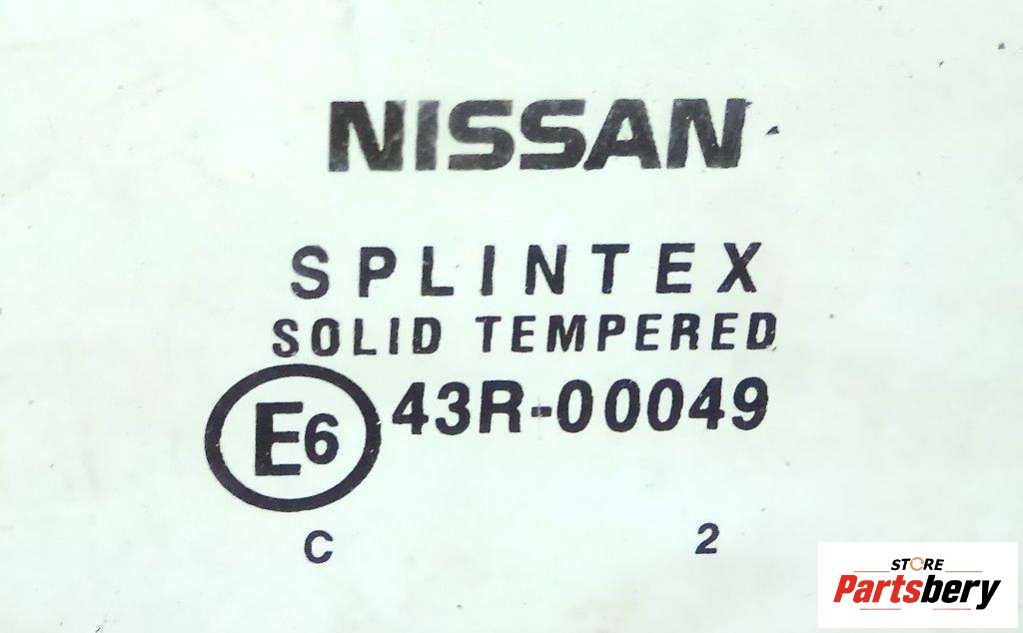 NISSAN
SPLINTEX
SOLID TEMPERED
E6 43R-00049
C 2
STORE
Partsbery